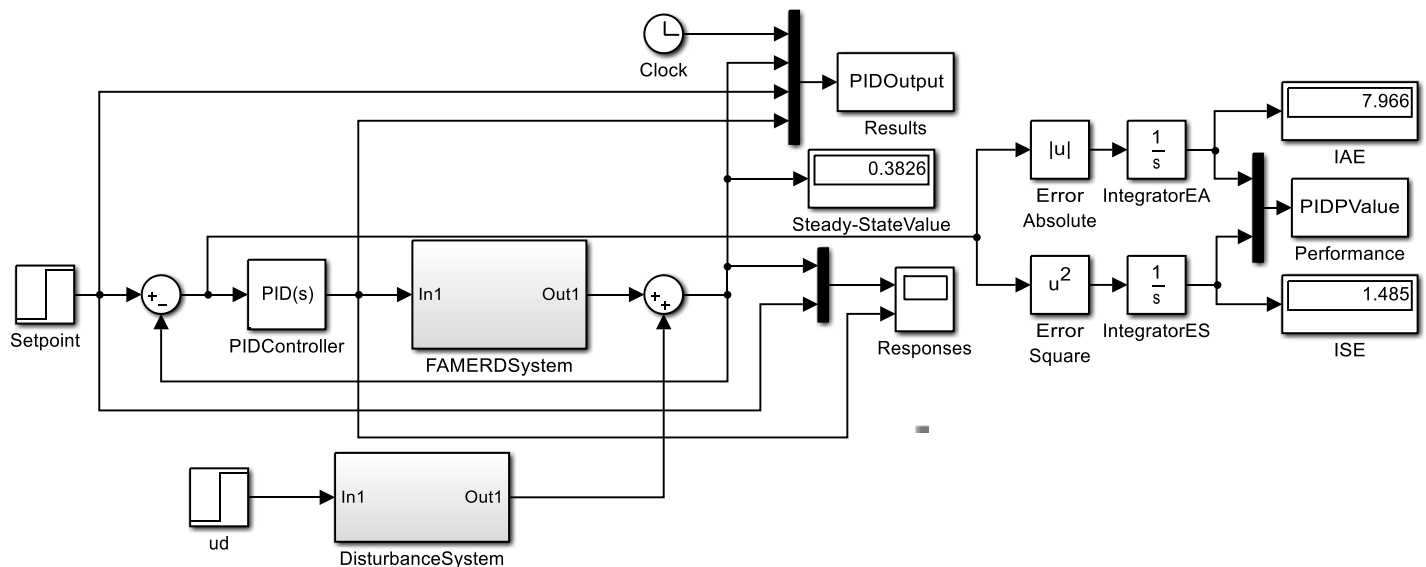 Clock
PIDOutput
Results
0.3826
Steady-StateValue
|u|
Error
Absolute
1
s
IntegratorEA
7.966
IAE
PIDPValue
Performance
u2
Error
Square
1
s
IntegratorES
1.485
ISE
Setpoint
+
−
PID(s)
PIDController
In1
Out1
FAMERDSystem
+
+
Responses
ud
In1
Out1
DisturbanceSystem